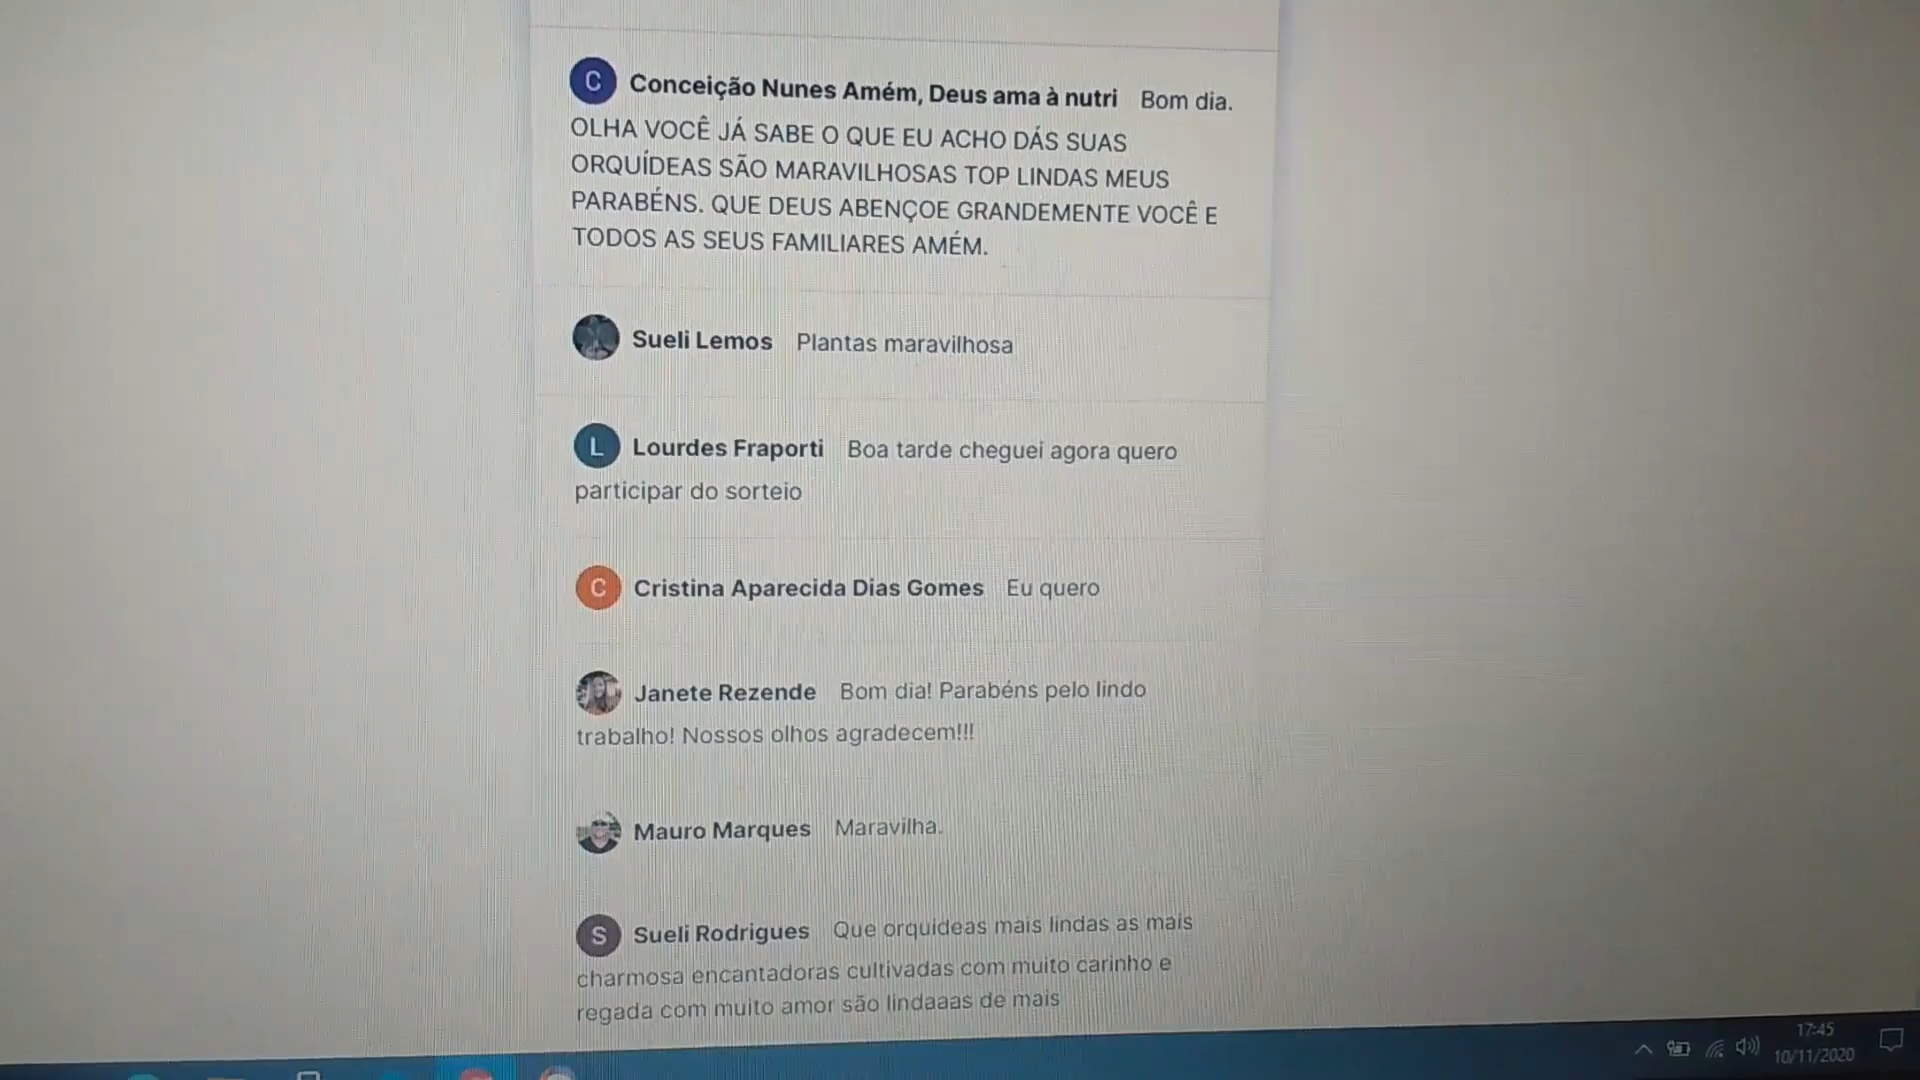 C Conceição Nunes Amém, Deus ama à nutri Bom dia.
OLHA VOCÊ JÁ SABE O QUE EU ACHO DÁS SUAS
ORQUÍDEAS SÃO MARAVILHOSAS TOP LINDAS MEUS
PARABÉNS. QUE DEUS ABENÇOE GRANDEMENTE VOCÊ E
TODOS AS SEUS FAMILIARES AMÉM.
Sueli Lemos Plantas maravilhosa
L Lourdes Fraporti Boa tarde cheguei agora quero
participar do sorteio
C Cristina Aparecida Dias Gomes Eu quero
Janete Rezende Bom dia! Parabéns pelo lindo
trabalho! Nossos olhos agradecem!!!
Mauro Marques Maravilha.
S Sueli Rodrigues Que orquideas mais lindas as mais
charmosa encantadoras cultivadas com muito carinho e
regada com muito amor são lindaaas de mais
17:45
10/11/2020